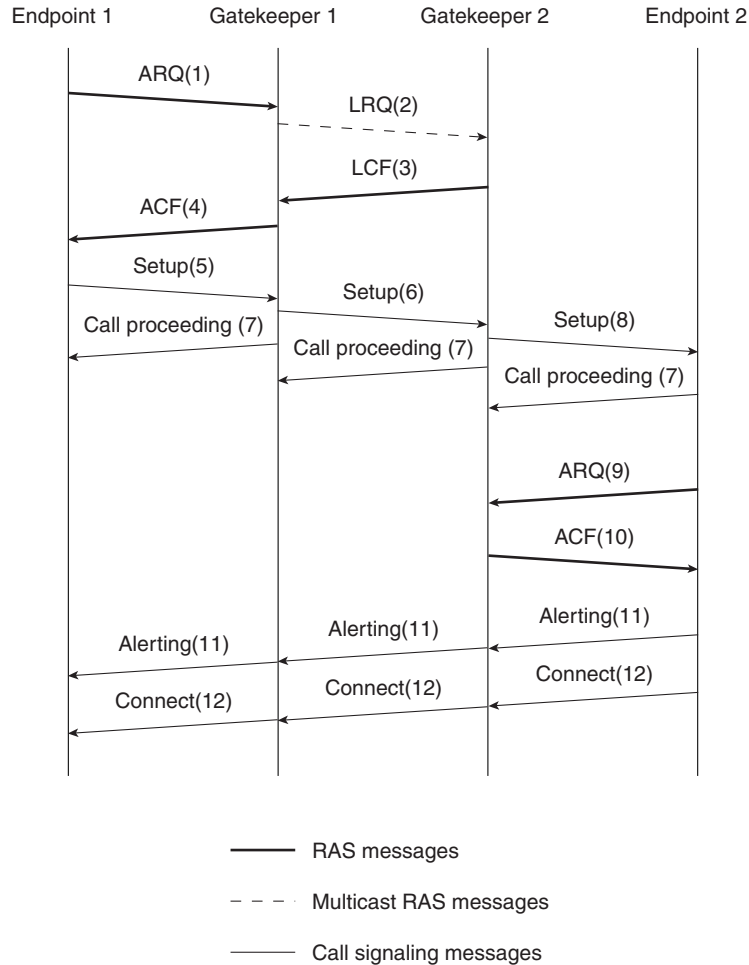 Endpoint 1
Gatekeeper 1
Gatekeeper 2
Endpoint 2
ARQ(1)
LRQ(2)
LCF(3)
ACF(4)
Setup(5)
Setup(6)
Setup(8)
Call proceeding (7)
Call proceeding (7)
Call proceeding (7)
ARQ(9)
ACF(10)
Alerting(11)
Alerting(11)
Alerting(11)
Connect(12)
Connect(12)
Connect(12)
RAS messages
Multicast RAS messages
Call signaling messages